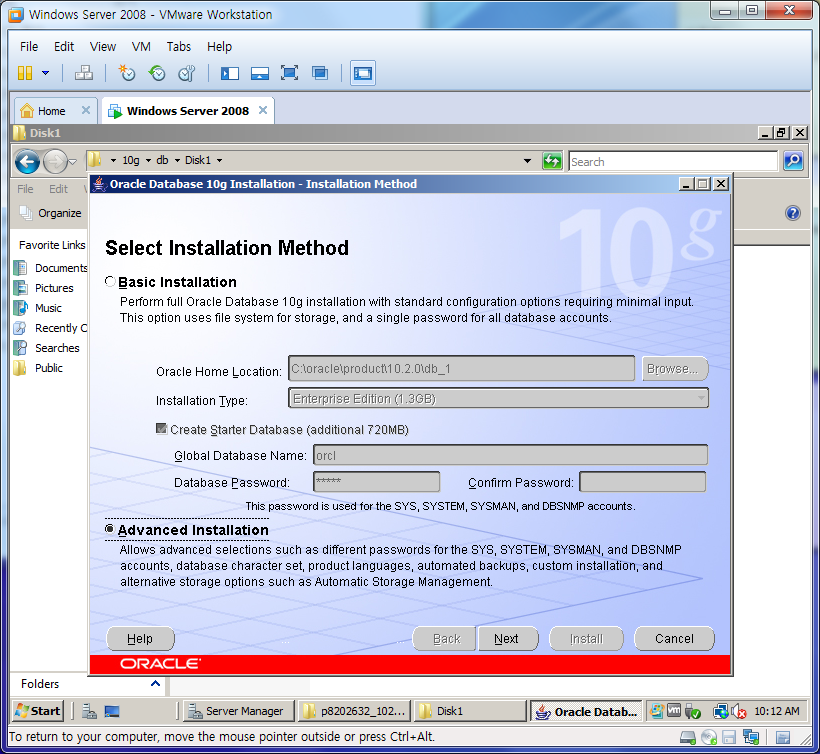 Windows Server 2008 - VMware Workstation
File Edit View VM Tabs Help
Home
Windows Server 2008
Disk1
10g db Disk1
Search
File Edit
Organize
Oracle Database 10g Installation - Installation Method
10g
Favorite Links
Documents
Pictures
Music
Recently C
Searches
Public
Select Installation Method
Basic Installation
Perform full Oracle Database 10g installation with standard configuration options requiring minimal input.
This option uses file system for storage, and a single password for all database accounts.
Oracle Home Location: C:\oracle\product\10.2.0\db_1 Browse...
Installation Type: Enterprise Edition (1.3GB)
Create Starter Database (additional 720MB)
Global Database Name: orcl
Database Password: ***** Confirm Password:
This password is used for the SYS, SYSTEM, SYSMAN, and DBSNMP accounts.
Advanced Installation
Allows advanced selections such as different passwords for the SYS, SYSTEM, SYSMAN, and DBSNMP
accounts, database character set, product languages, automated backups, custom installation, and
alternative storage options such as Automatic Storage Management.
Help Back Next Install Cancel
ORACLE
Folders
Start Server Manager p8202632_102... Disk1 Oracle Datab... 10:12 AM
To return to your computer, move the mouse pointer outside or press Ctrl+Alt.